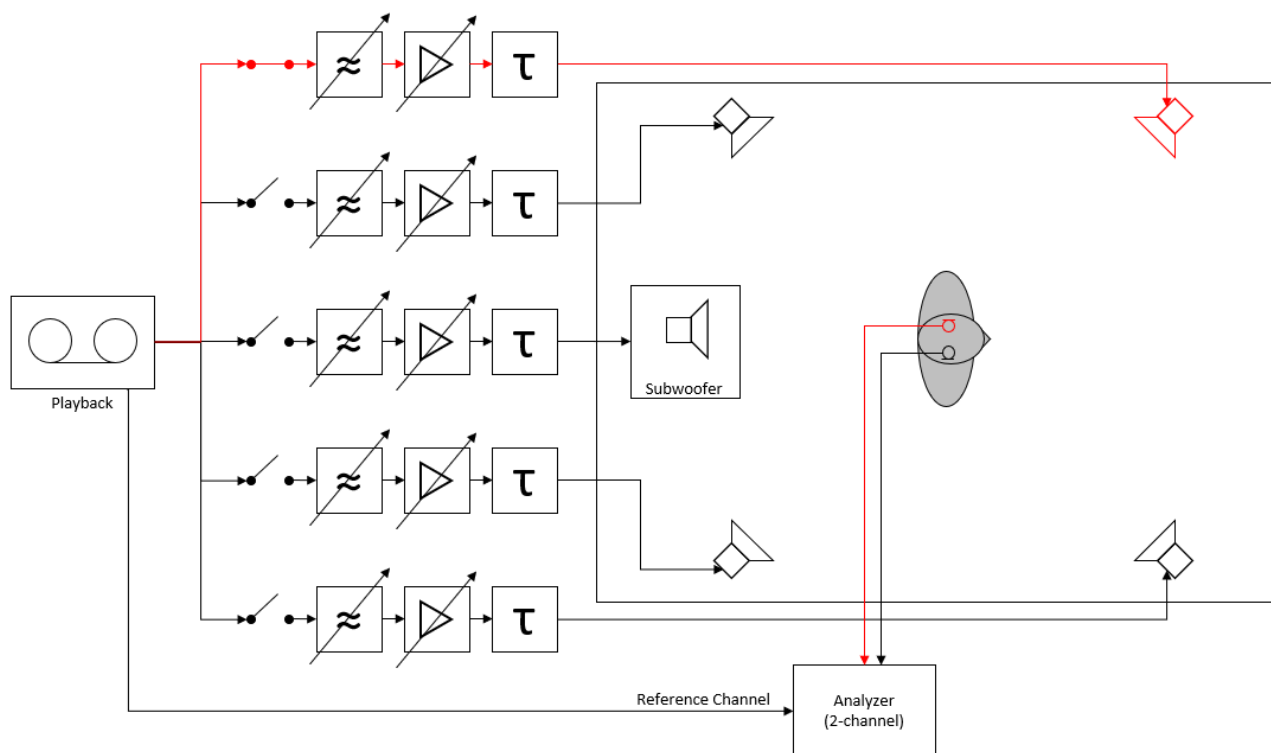 ≈
τ
≈
τ
≈
τ
Subwoofer
Playback
≈
τ
≈
τ
Reference Channel
Analyzer
(2-channel)